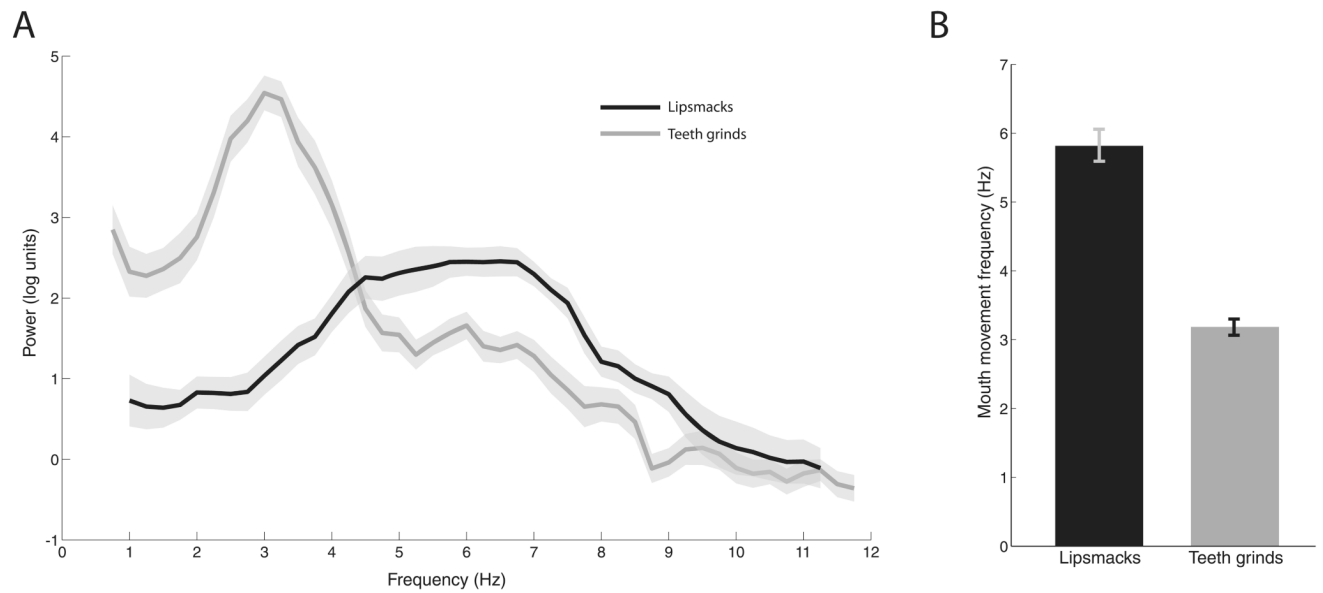 A
B
5
4
3
2
1
0
-1
Power (log units)
0 1 2 3 4 5 6 7 8 9 10 11 12
Frequency (Hz)
Lipsmacks
Teeth grinds
7
6
5
4
3
2
1
0
Mouth movement frequency (Hz)
Lipsmacks Teeth grinds